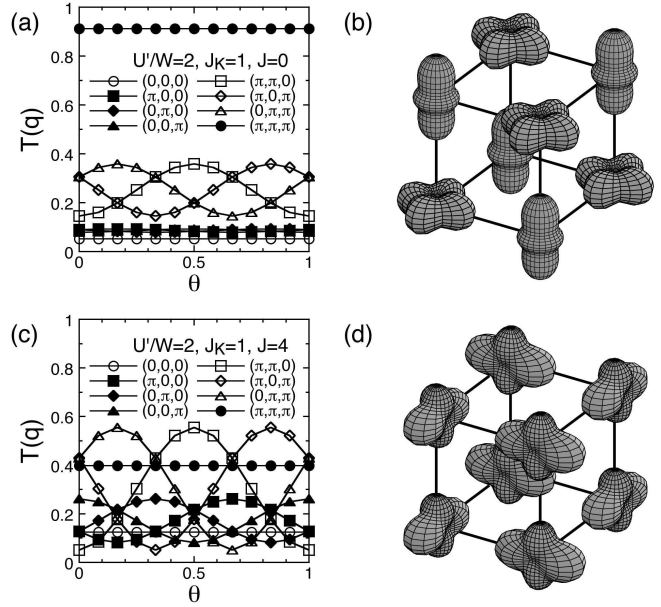 (a)
T(q)
1
0.8
0.6
0.4
0.2
0
U'/W=2, J_K=1, J=0
(0,0,0) (π,π,0)
(π,0,0) (π,0,π)
(0,π,0) (0,π,π)
(0,0,π) (π,π,π)
0 0.5 1
θ
(b)
(c)
T(q)
1
0.8
0.6
0.4
0.2
0
U'/W=2, J_K=1, J=4
(0,0,0) (π,π,0)
(π,0,0) (π,0,π)
(0,π,0) (0,π,π)
(0,0,π) (π,π,π)
0 0.5 1
θ
(d)